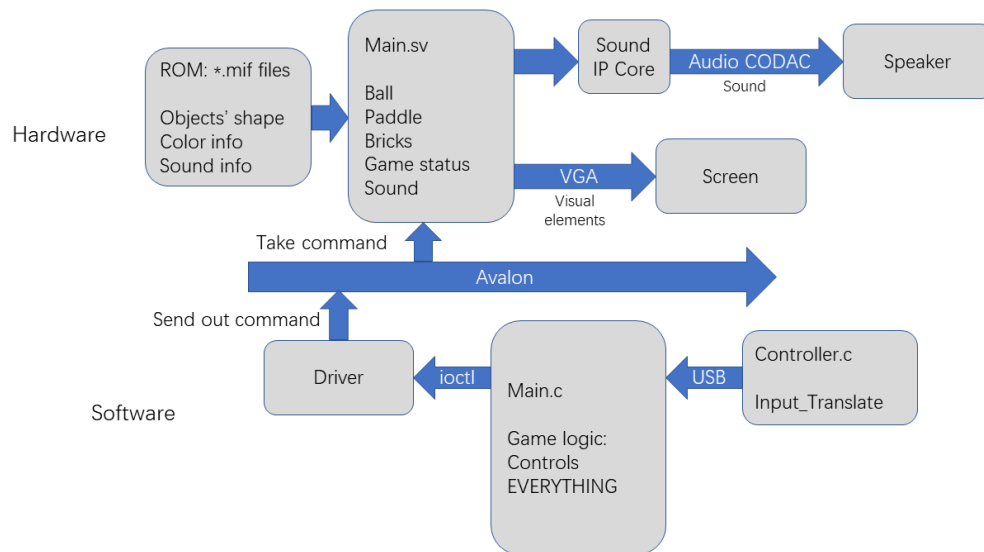 Hardware
ROM: *.mif files
Objects' shape
Color info
Sound info
Main.sv
Ball
Paddle
Bricks
Game status
Sound
Sound
IP Core
Audio CODAC
Sound
Speaker
VGA
Visual
elements
Screen
Take command
Avalon
Send out command
Software
Driver
ioctl
Main.c
Game logic:
Controls
EVERYTHING
USB
Controller.c
Input_Translate